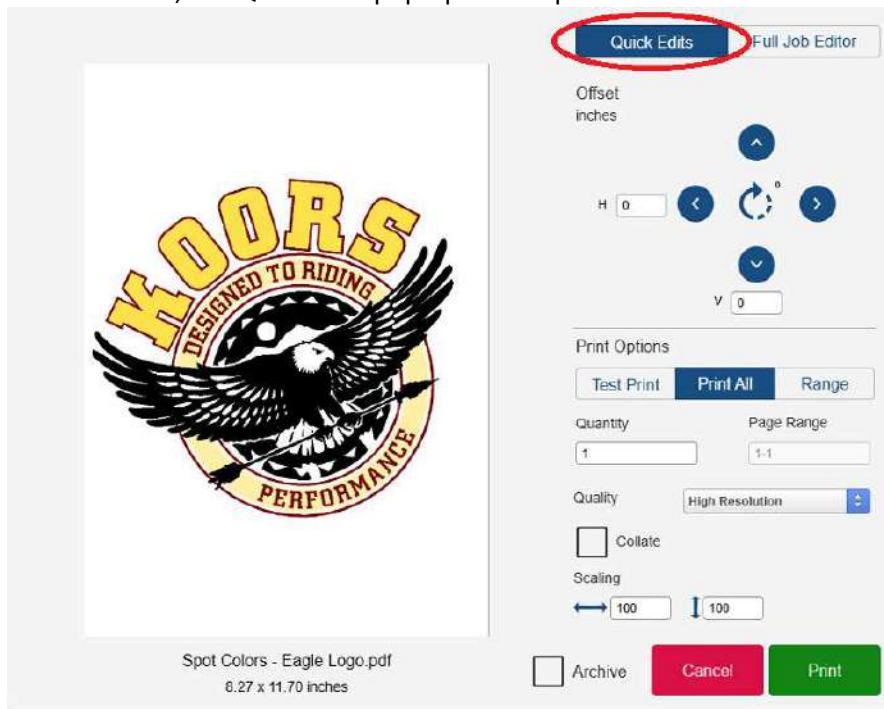 Quick Edits Full Job Editor
Offset
inches
H 0
V 0
Print Options
Test Print Print All Range
Quantity Page Range
1 1-1
Quality High Resolution
Collate
Scaling
100 100
Archive Cancel Print
KOORS
DESIGNED TO RIDING
PERFORMANCE
Spot Colors - Eagle Logo.pdf
8.27 x 11.70 inches